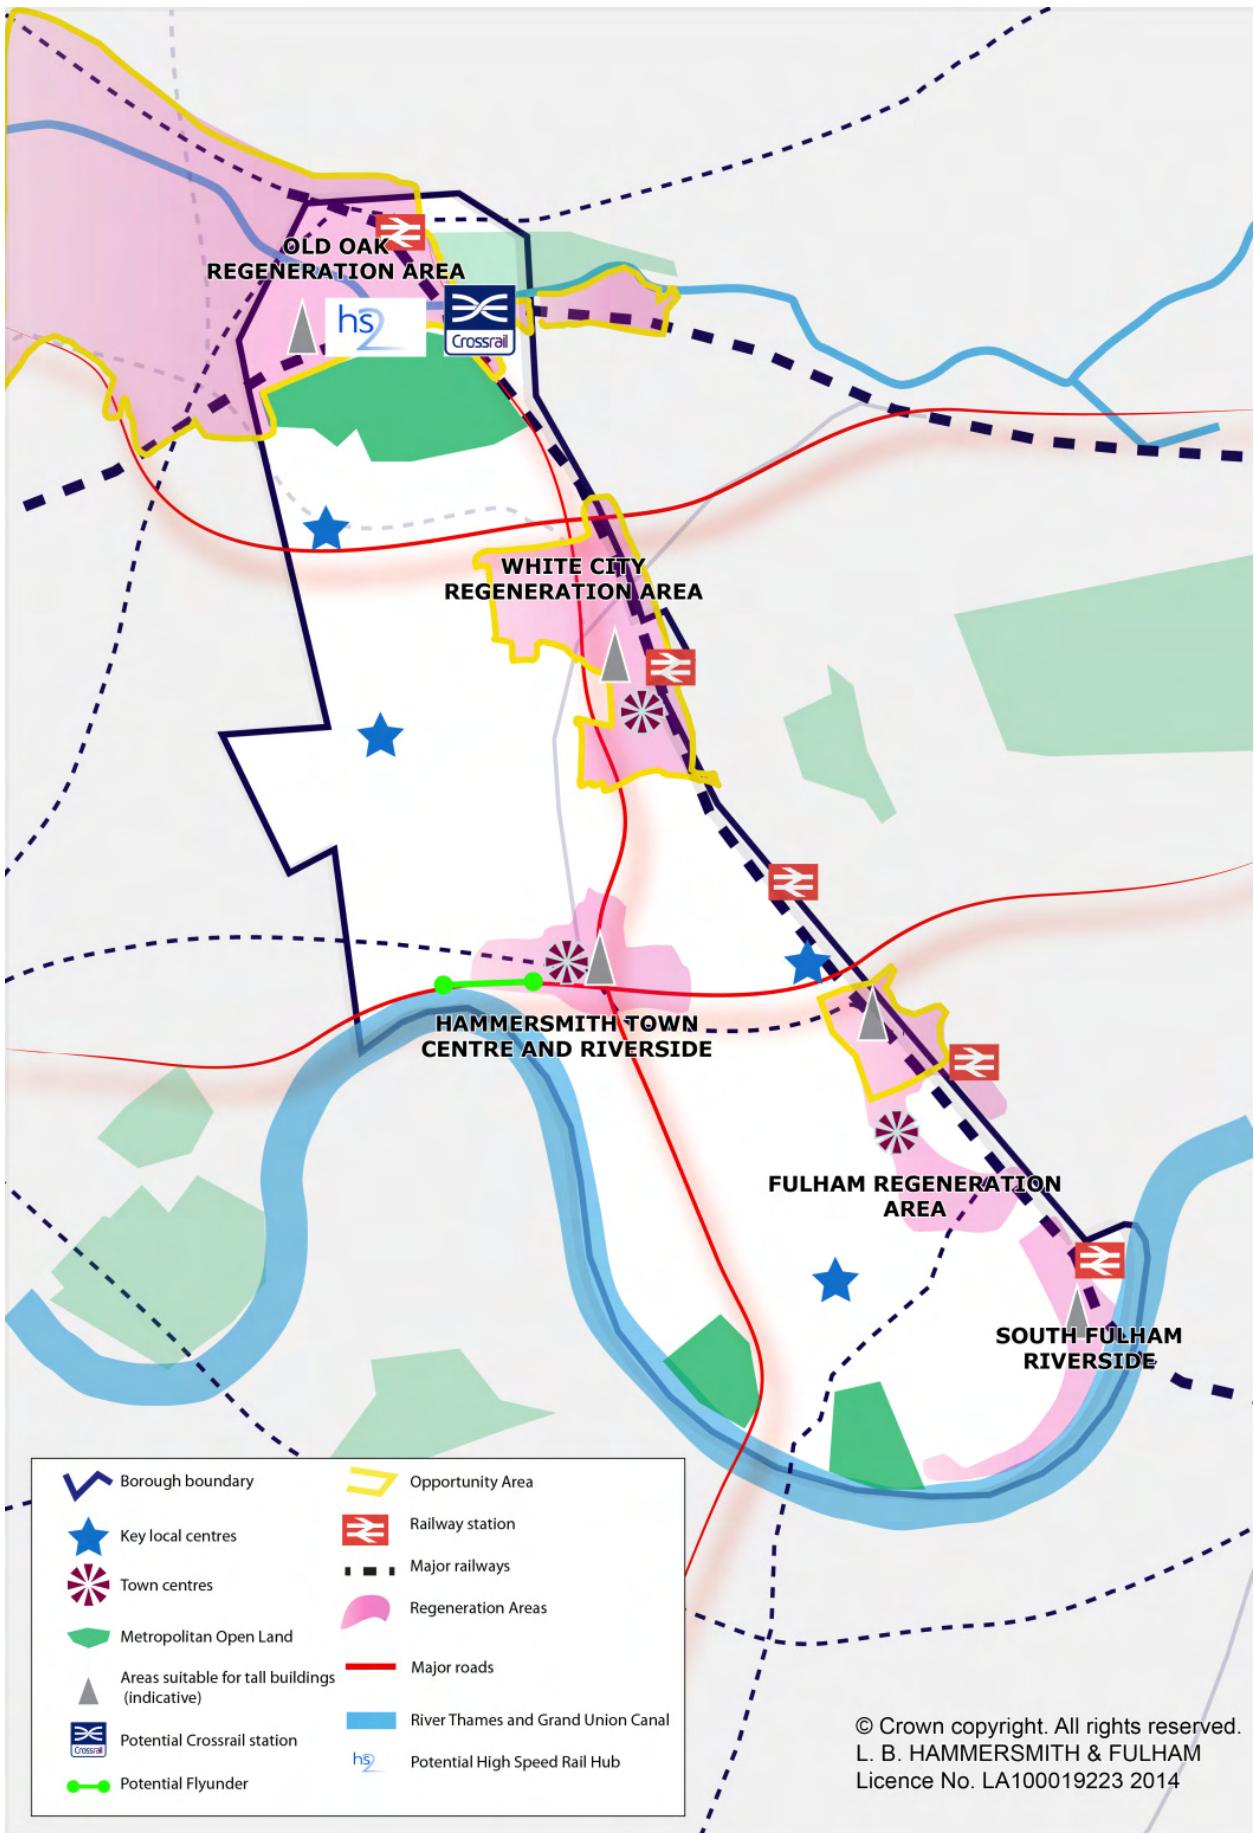 OLD OAK
REGENERATION AREA
hs2
Crossrail
WHITE CITY
REGENERATION AREA
HAMMERSMITH TOWN
CENTRE AND RIVERSIDE
FULHAM REGENERATION
AREA
SOUTH FULHAM
RIVERSIDE
Borough boundary
Key local centres
Town centres
Metropolitan Open Land
Areas suitable for tall buildings
(indicative)
Crossrail
Potential Crossrail station
Potential Flyunder
Opportunity Area
Railway station
Major railways
Regeneration Areas
Major roads
River Thames and Grand Union Canal
hs2
Potential High Speed Rail Hub
© Crown copyright. All rights reserved.
L. B. HAMMERSMITH & FULHAM
Licence No. LA100019223 2014